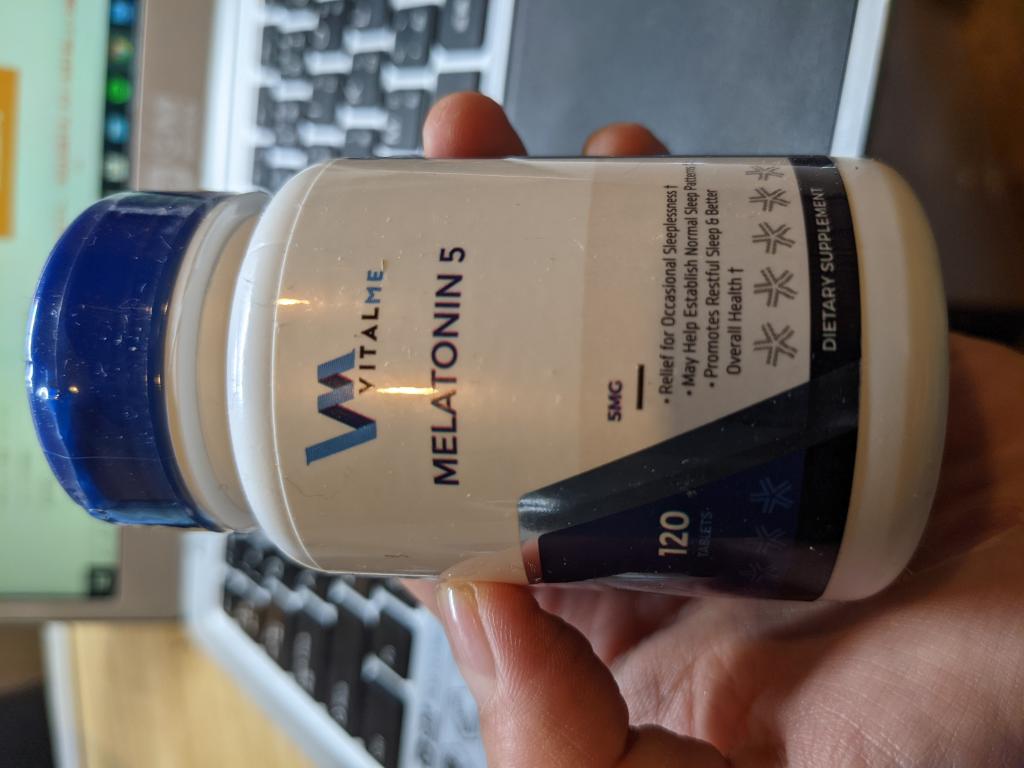 VITALME
MELATONIN 5
5MG
• Relief for Occasional Sleeplessness†
• May Help Establish Normal Sleep Patterns
• Promotes Restful Sleep & Better
Overall Health†
120
TABLETS
DIETARY SUPPLEMENT